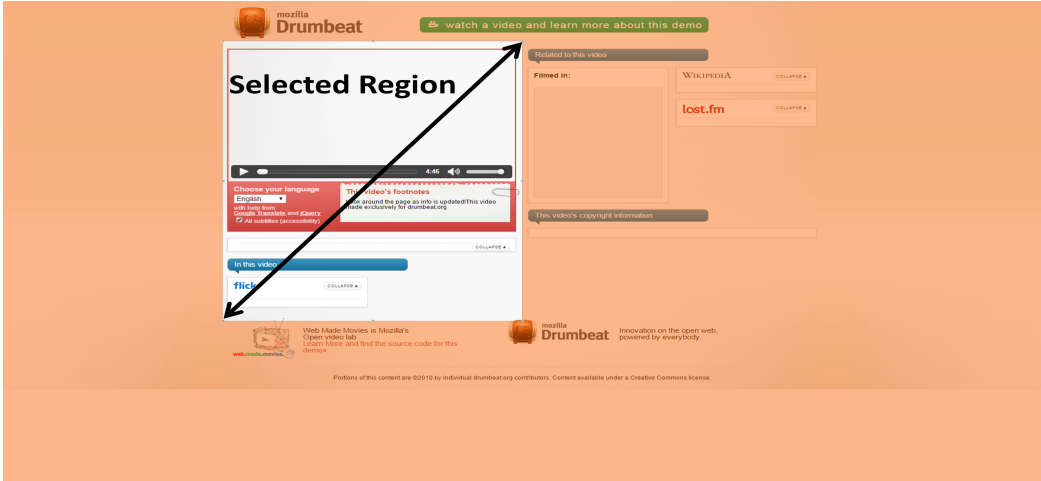 mozilla
Drumbeat
watch a video and learn more about this demo
Selected Region
4:46
Choose your language
English
with help from
Google Translate and jQuery
All subtitles (accessibility)
This video's footnotes
Look around the page as info is updated!This video
made exclusively for drumbeat.org
COLLAPSE
In this video
flick
COLLAPSE
Related to this video
Filmed in:
WIKIPEDIA
COLLAPSE
lost.fm
COLLAPSE
This video's copyright information
web.made.movies.
Web Made Movies is Mozilla's
Open video lab
Learn More and find the source code for this
demo»
mozilla
Drumbeat
Innovation on the open web,
powered by everybody.
Portions of this content are ©2010 by individual drumbeat.org contributors. Content available under a Creative Commons license.